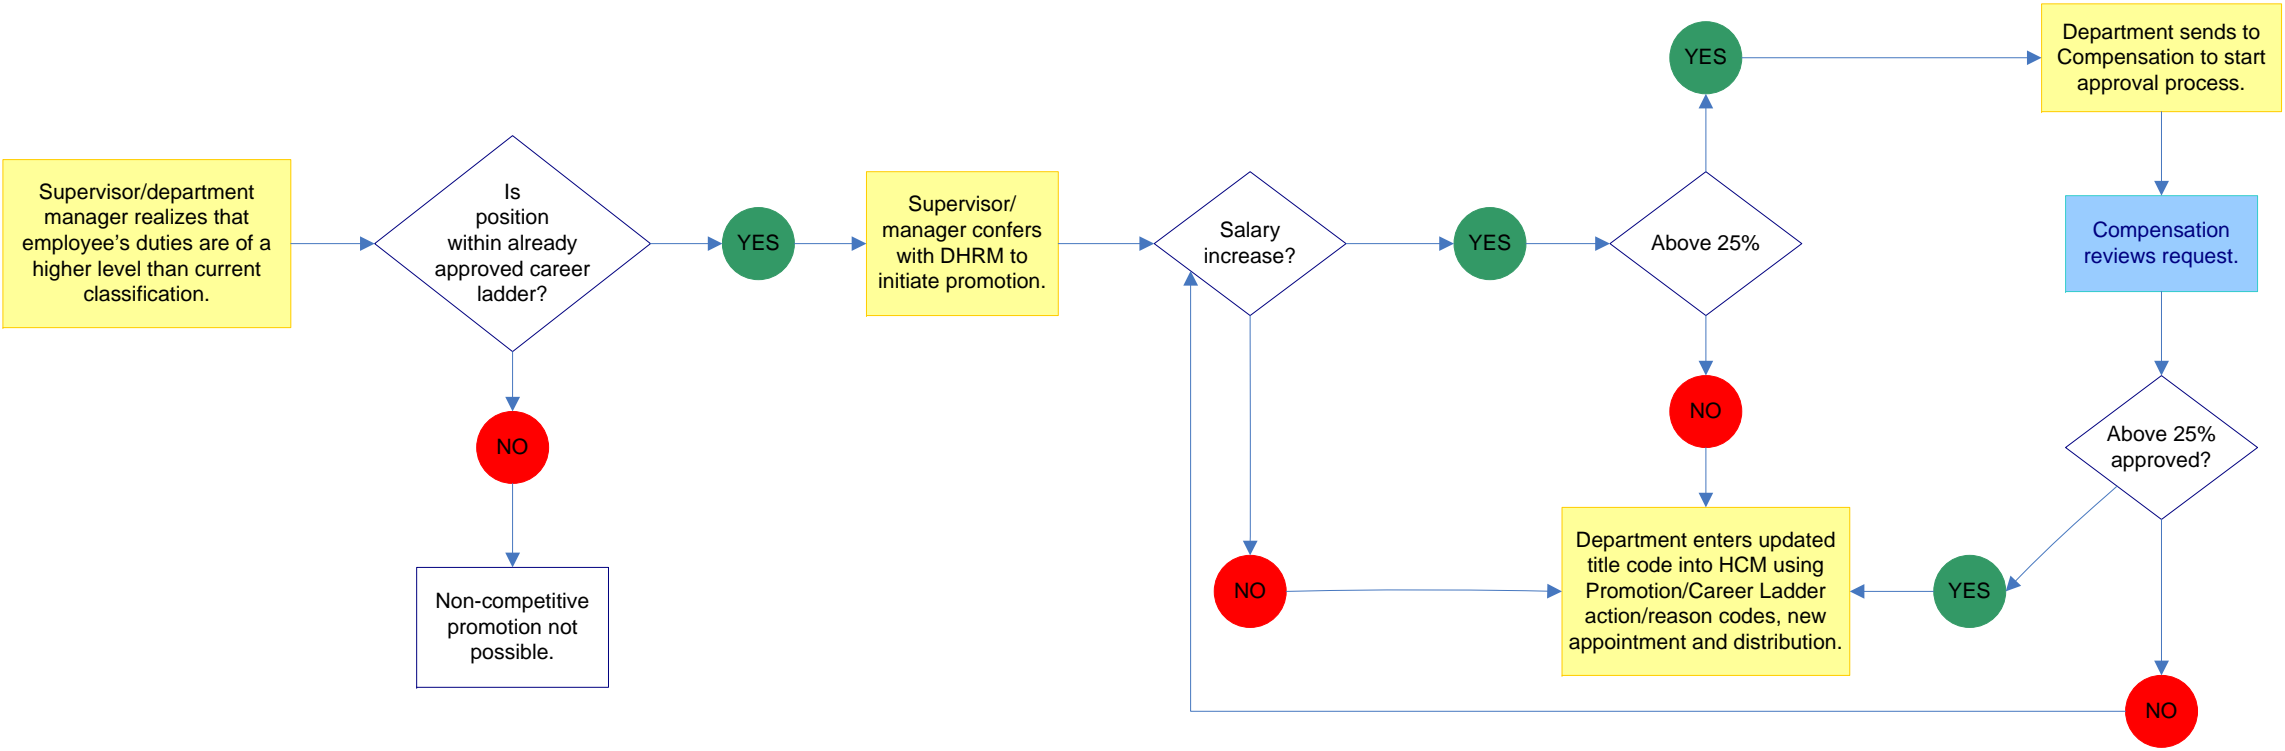 Supervisor/department
manager realizes that
employee’s duties are of a
higher level than current
classification.
Is
position
within already
approved career
ladder?
NO
Non-competitive
promotion not
possible.
YES
Supervisor/
manager confers
with DHRM to
initiate promotion.
Salary
increase?
NO
YES
Above 25%
YES
NO
Department sends to
Compensation to start
approval process.
Compensation
reviews request.
Above 25%
approved?
YES
NO
Department enters updated
title code into HCM using
Promotion/Career Ladder
action/reason codes, new
appointment and distribution.